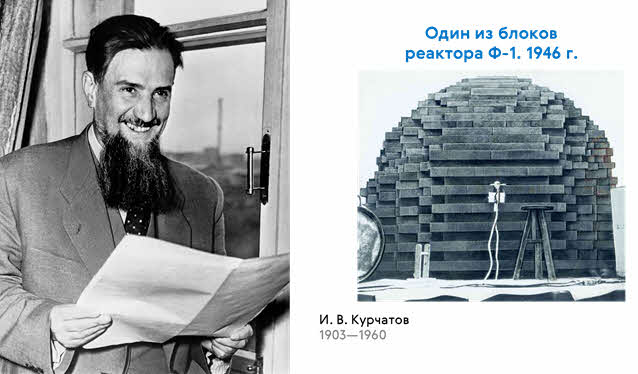 Один из блоков
реактора Ф-1. 1946 г.
И. В. Курчатов
1903—1960